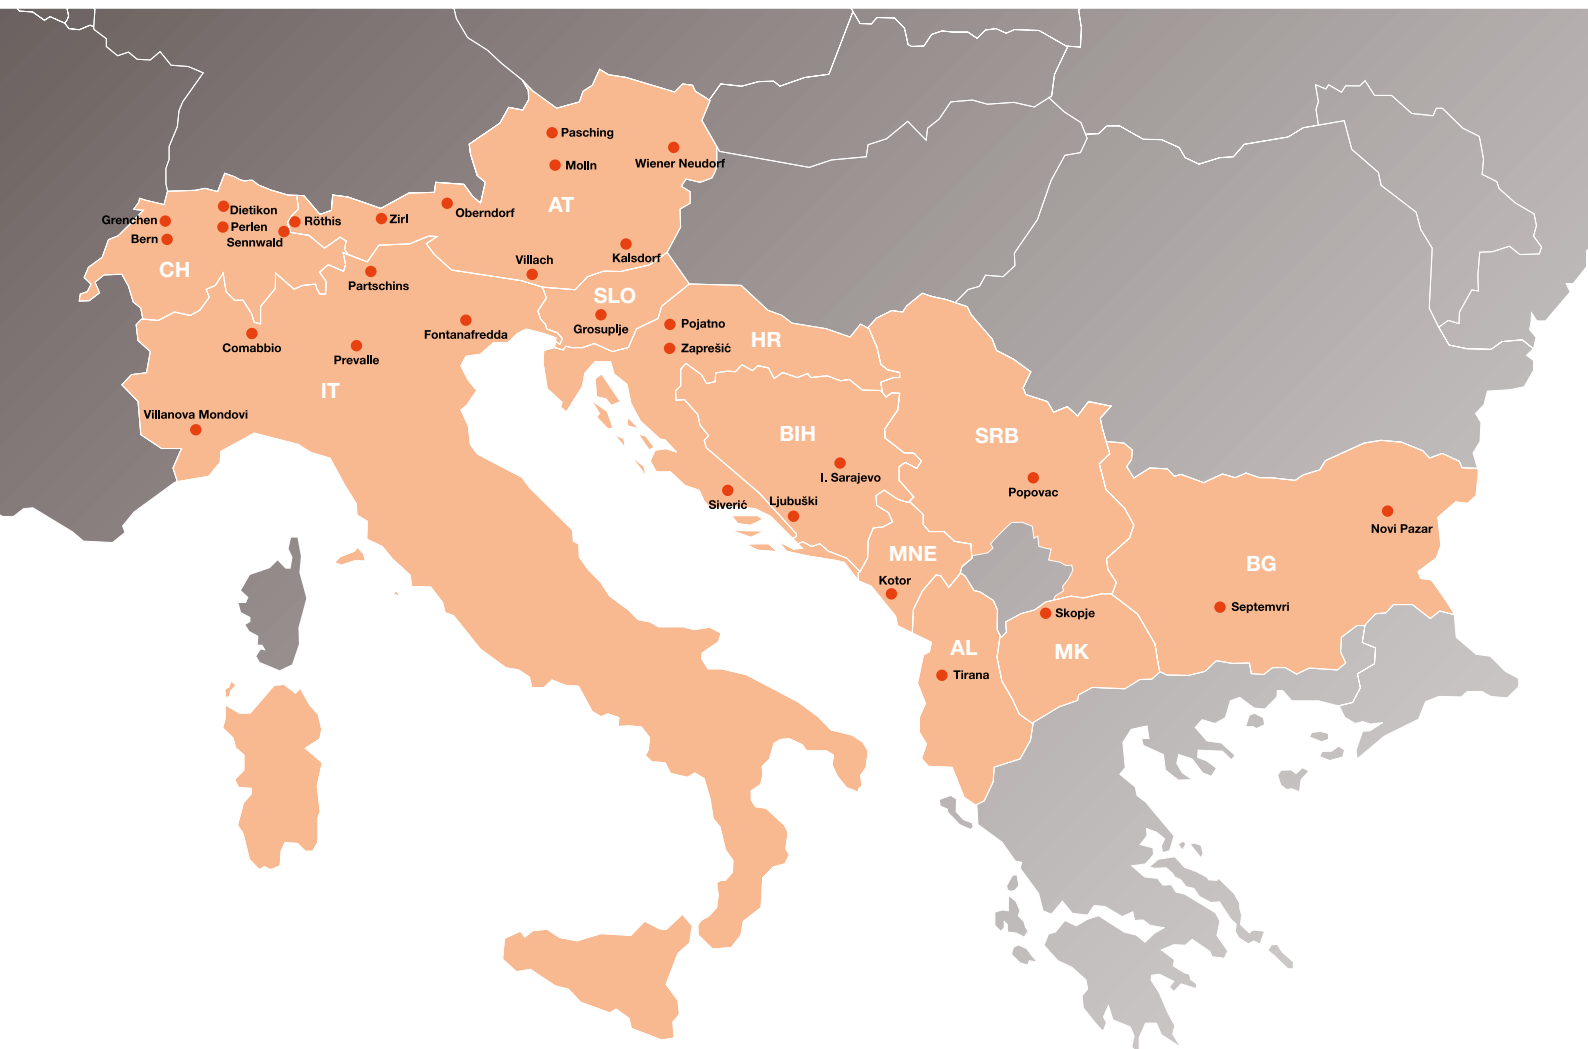 Pasching
Molln
Wiener Neudorf
AT
Oberndorf
Zirl
Röthis
Dietikon
Perlen
Sennwald
Grenchen
Bern
CH
Villach
Kalsdorf
Partschins
SLO
Grosuplje
Fontanafredda
Comabbio
Prevalle
IT
Villanova Mondovi
Pojatno
Zaprešić
HR
BIH
I. Sarajevo
Ljubuški
Siverić
SRB
Popovac
MNE
Kotor
BG
Novi Pazar
Septemvri
Skopje
MK
AL
Tirana